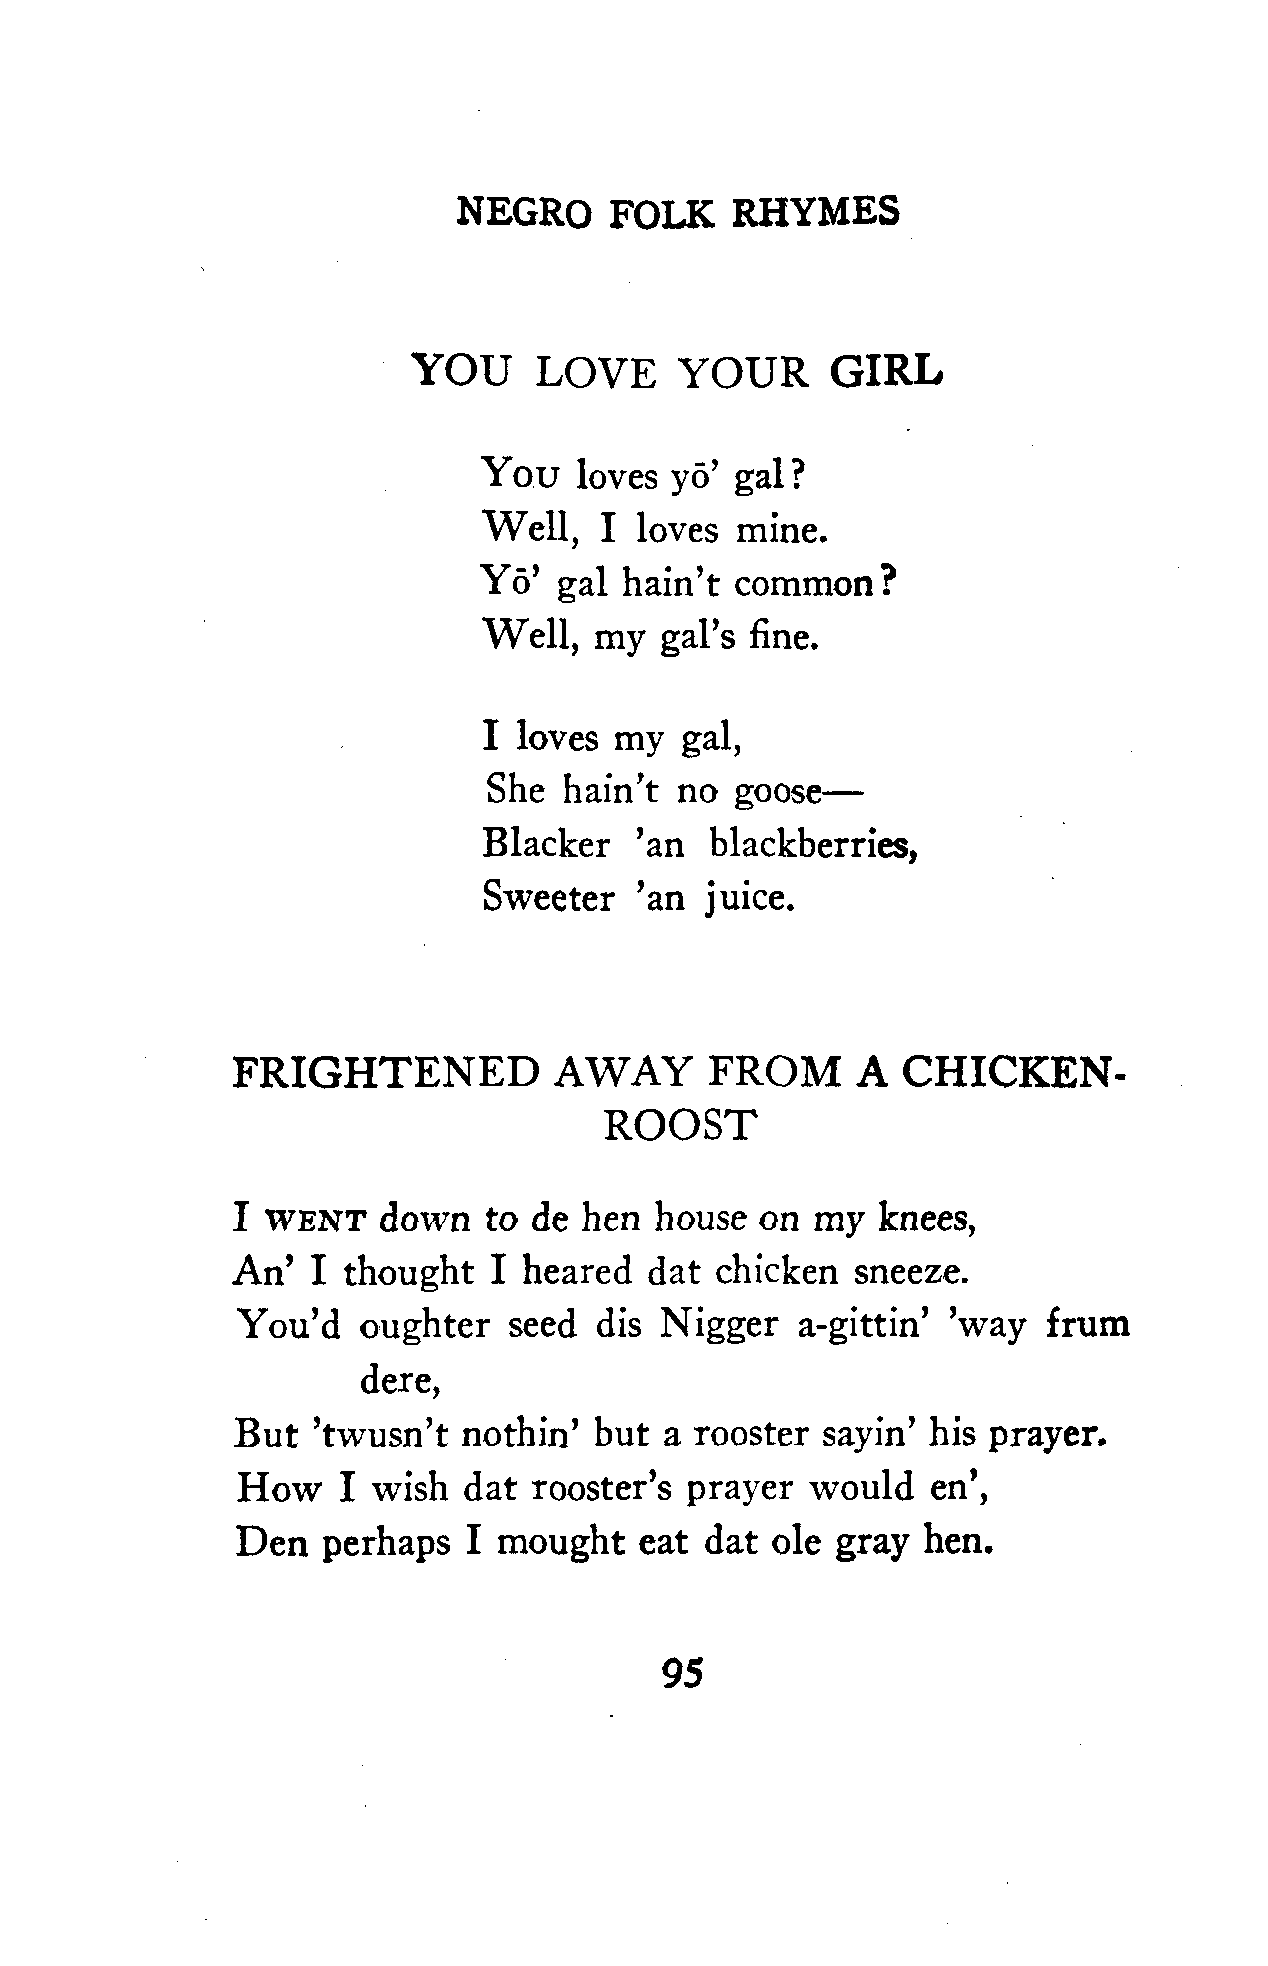 NEGRO FOLK RHYMES
YOU LOVE YOUR GIRL
YOU loves yō' gal?
Well, I loves mine.
Yō' gal hain't common?
Well, my gal's fine.
I loves my gal,
She hain't no goose—
Blacker 'an blackberries,
Sweeter 'an juice.
FRIGHTENED AWAY FROM A CHICKEN-
ROOST
I WENT down to de hen house on my knees,
An' I thought I heared dat chicken sneeze.
You'd oughter seed dis Nigger a-gittin' 'way frum
dere,
But 'twusn't nothin' but a rooster sayin' his prayer.
How I wish dat rooster's prayer would en',
Den perhaps I mought eat dat ole gray hen.
95